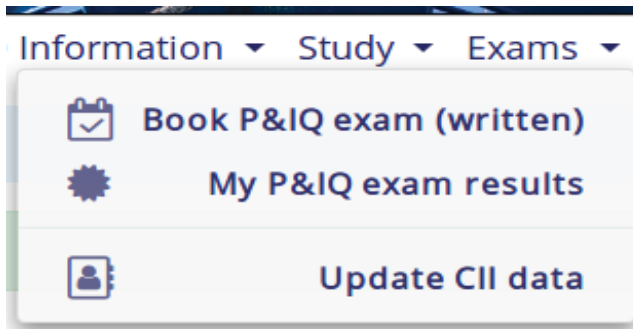 Information Study Exams
Book P&IQ exam (written)
My P&IQ exam results
Update CII data